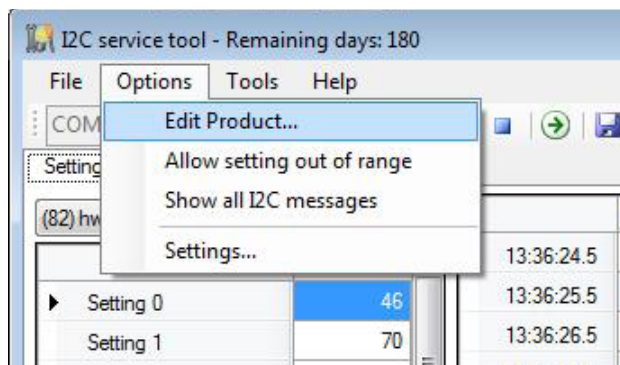 I2C service tool - Remaining days: 180
File Options Tools Help
COM
Edit Product...
Setting
Allow setting out of range
Show all I2C messages
(82) hw
Settings...
13:36:24.5
Setting 0 46 13:36:25.5
Setting 1 70 13:36:26.5